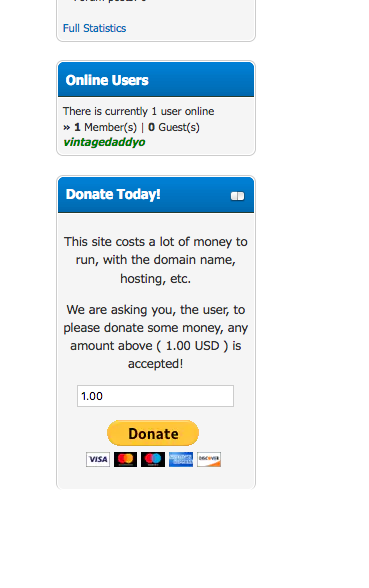 Full Statistics
Online Users
There is currently 1 user online
» 1 Member(s) | 0 Guest(s)
vintagedaddyo
Donate Today!
This site costs a lot of money to
run, with the domain name,
hosting, etc.
We are asking you, the user, to
please donate some money, any
amount above ( 1.00 USD ) is
accepted!
1.00
Donate
VISA
DISCOVER